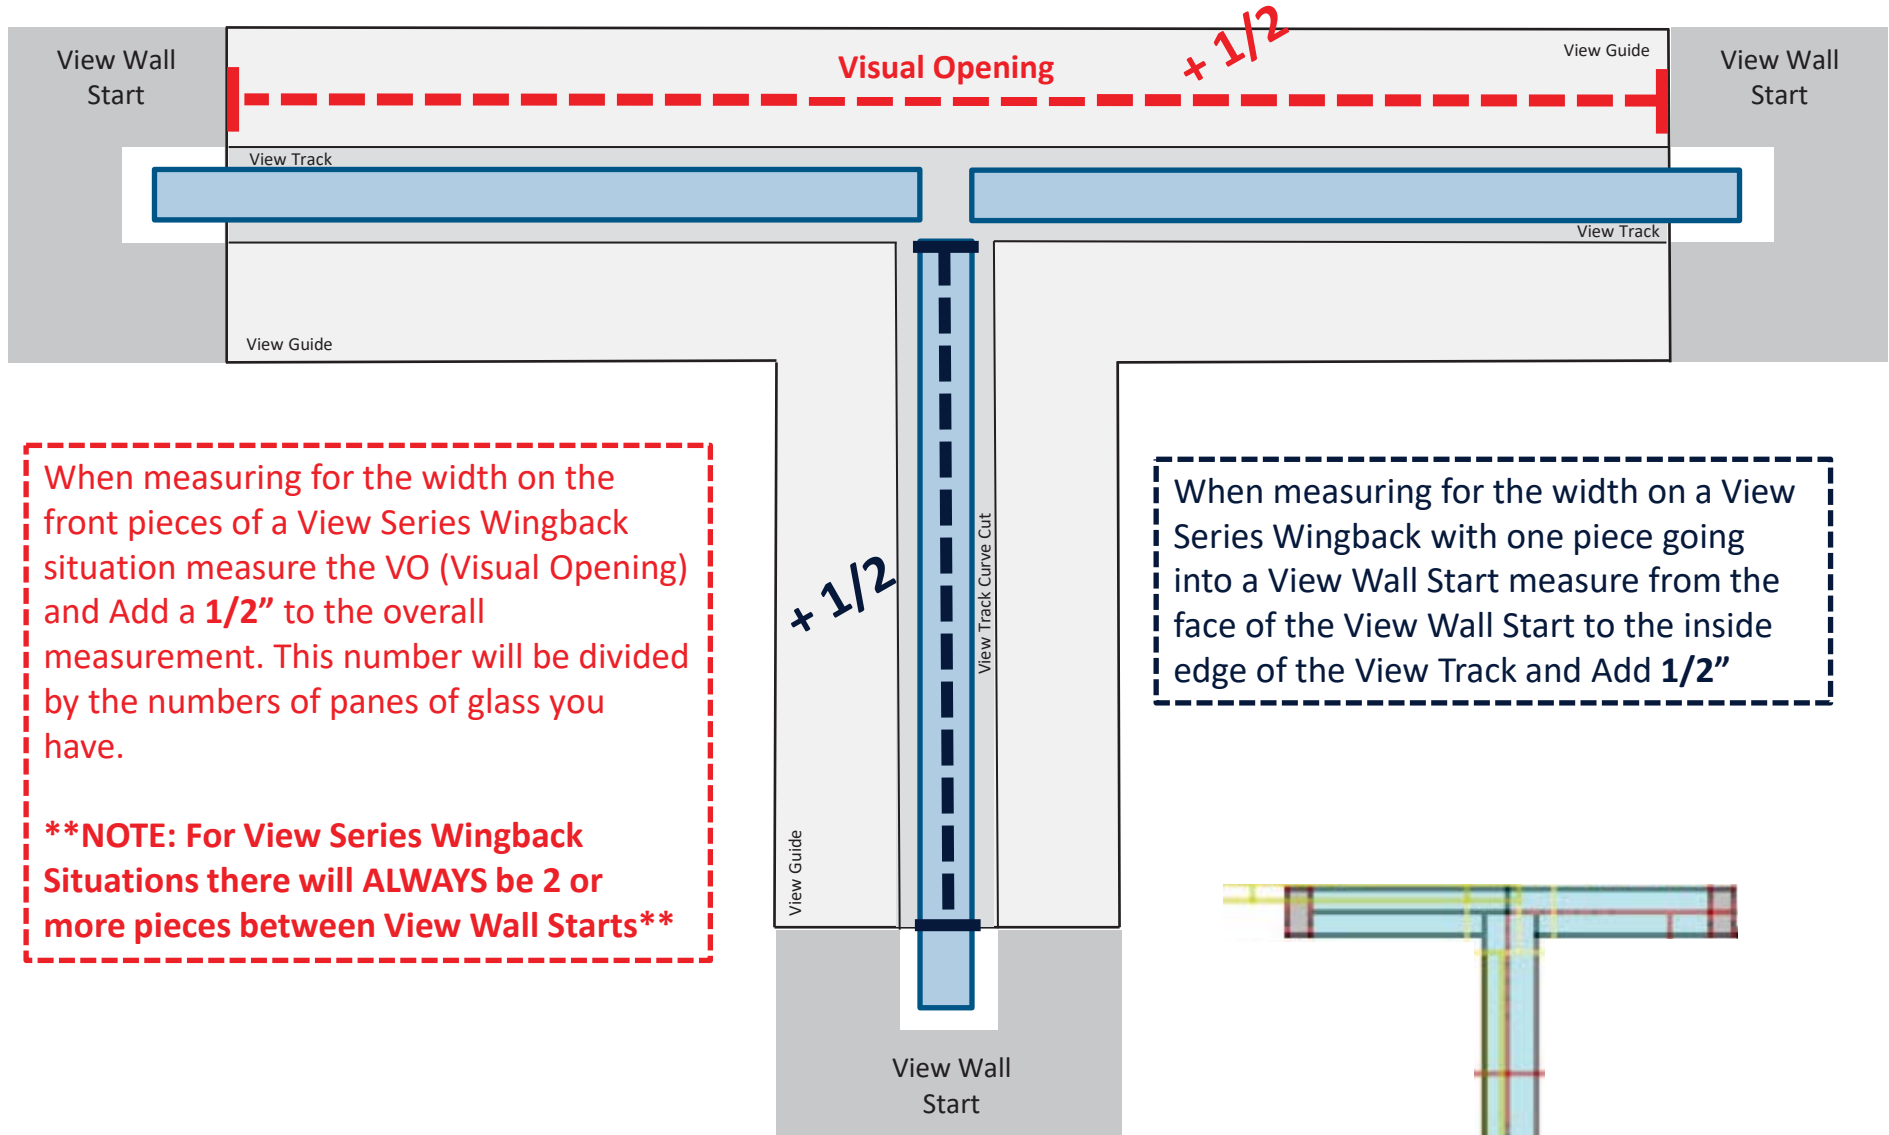 View Wall
Start
Visual Opening
+ 1/2
View Guide
View Wall
Start
View Track
View Track
View Guide
When measuring for the width on the
front pieces of a View Series Wingback
situation measure the VO (Visual Opening)
and Add a 1/2” to the overall
measurement. This number will be divided
by the numbers of panes of glass you
have.
**NOTE: For View Series Wingback
Situations there will ALWAYS be 2 or
more pieces between View Wall Starts**
+ 1/2
View Track Curve Cut
View Guide
When measuring for the width on a View
Series Wingback with one piece going
into a View Wall Start measure from the
face of the View Wall Start to the inside
edge of the View Track and Add 1/2”
View Wall
Start